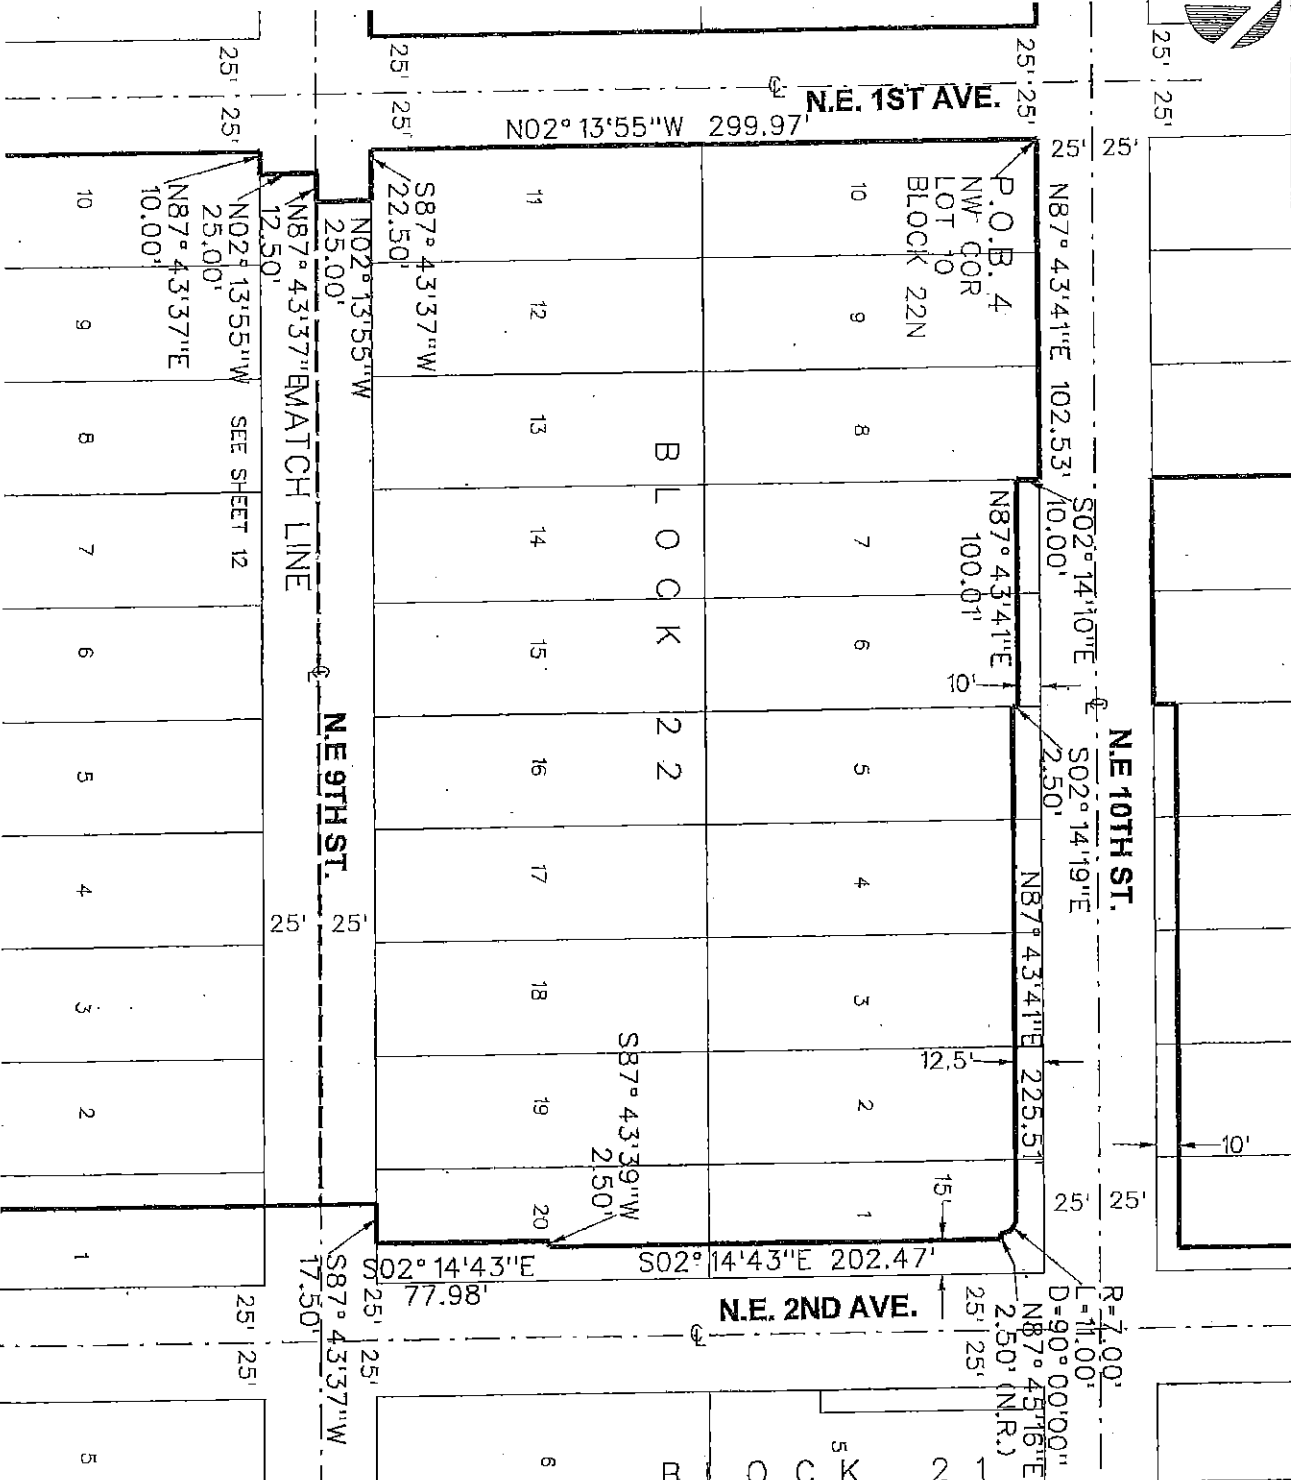 25' 25'
25' 25'
25' 25'
25' 25'
N.E. 1ST AVE.
N02°13'55"W 299.97'
25' 25'
P.O.B. 4
NW COR
LOT 10
BLOCK 22N
N87°43'41"E 102.53'
S02°14'10"E
10.00'
N87°43'41"E
100.01'
10'
S02°14'19"E
2.50'
N.E 10TH ST.
N87°43'41"E 225.51
12.5'
10'
25' 25'
15'
R=7.00'
L=11.00'
D=90°00'00"
N87°45'16"E
2.50' (N.R.)
S87°43'37"W
22.50'
N02°13'55"W
25.00'
N87°43'37"E
12.50'
N02°13'55"W
25.00'
N87°43'37"E
10.00'
MATCH LINE
SEE SHEET 12
N.E 9TH ST.
25' 25'
BLOCK 22
10
9
8
7
6
5
4
3
2
1
11
12
13
14
15
16
17
18
19
20
10
9
8
7
6
5
4
3
2
1
S87°43'39"W
2.50'
S02°14'43"E
77.98'
S02°14'43"E 202.47'
S87°43'37"W
17.50'
N.E. 2ND AVE.
25' 25'
25' 25'
25' 25'
5
6
5
B OCK 21